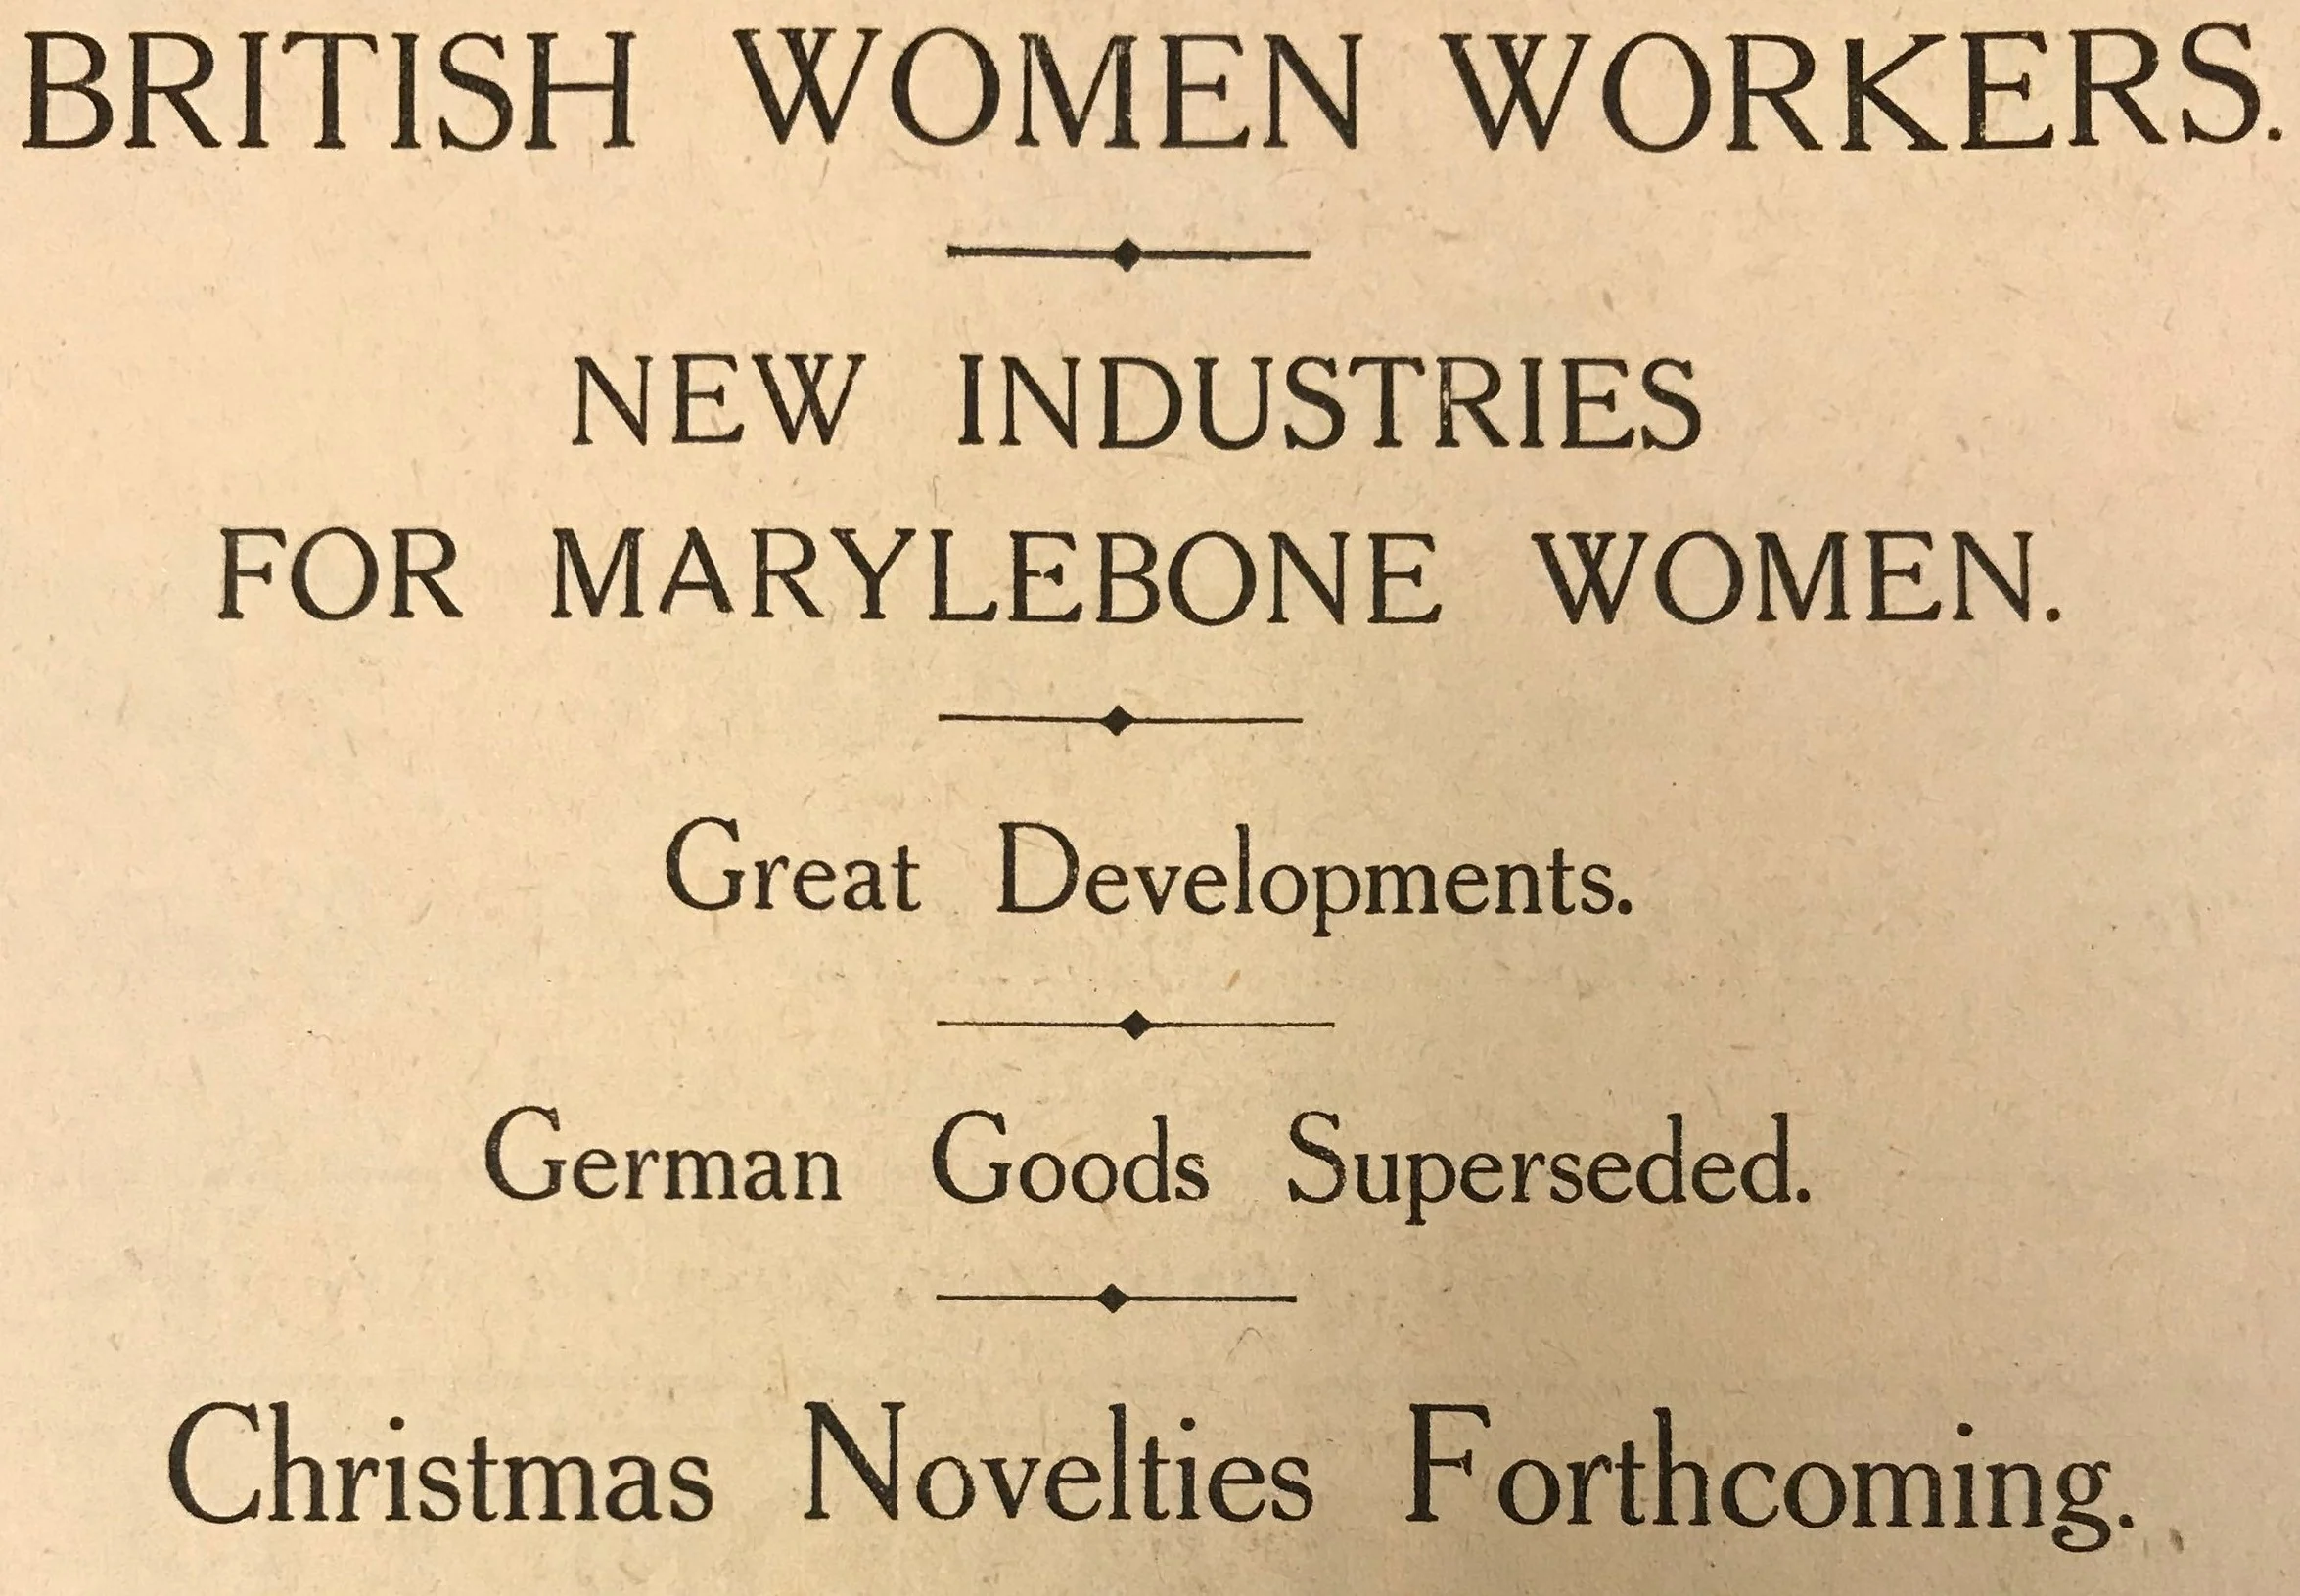 BRITISH WOMEN WORKERS.
NEW INDUSTRIES
FOR MARYLEBONE WOMEN.
Great Developments.
German Goods Superseded.
Christmas Novelties Forthcoming.